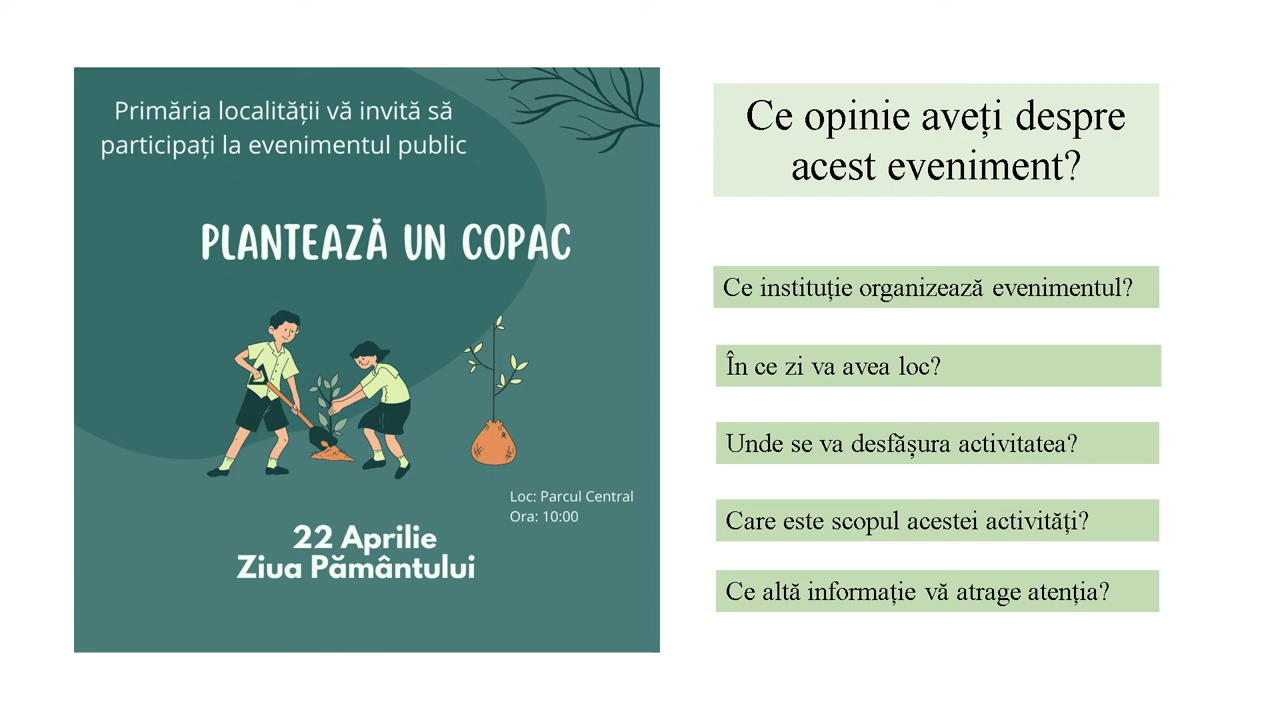 Primăria localității vă invită să
participați la evenimentul public
PLANTEAZĂ UN COPAC
Loc: Parcul Central
Ora: 10:00
22 Aprilie
Ziua Pământului
Ce opinie aveți despre
acest eveniment?
Ce instituție organizează evenimentul?
În ce zi va avea loc?
Unde se va desfășura activitatea?
Care este scopul acestei activități?
Ce altă informație vă atrage atenția?